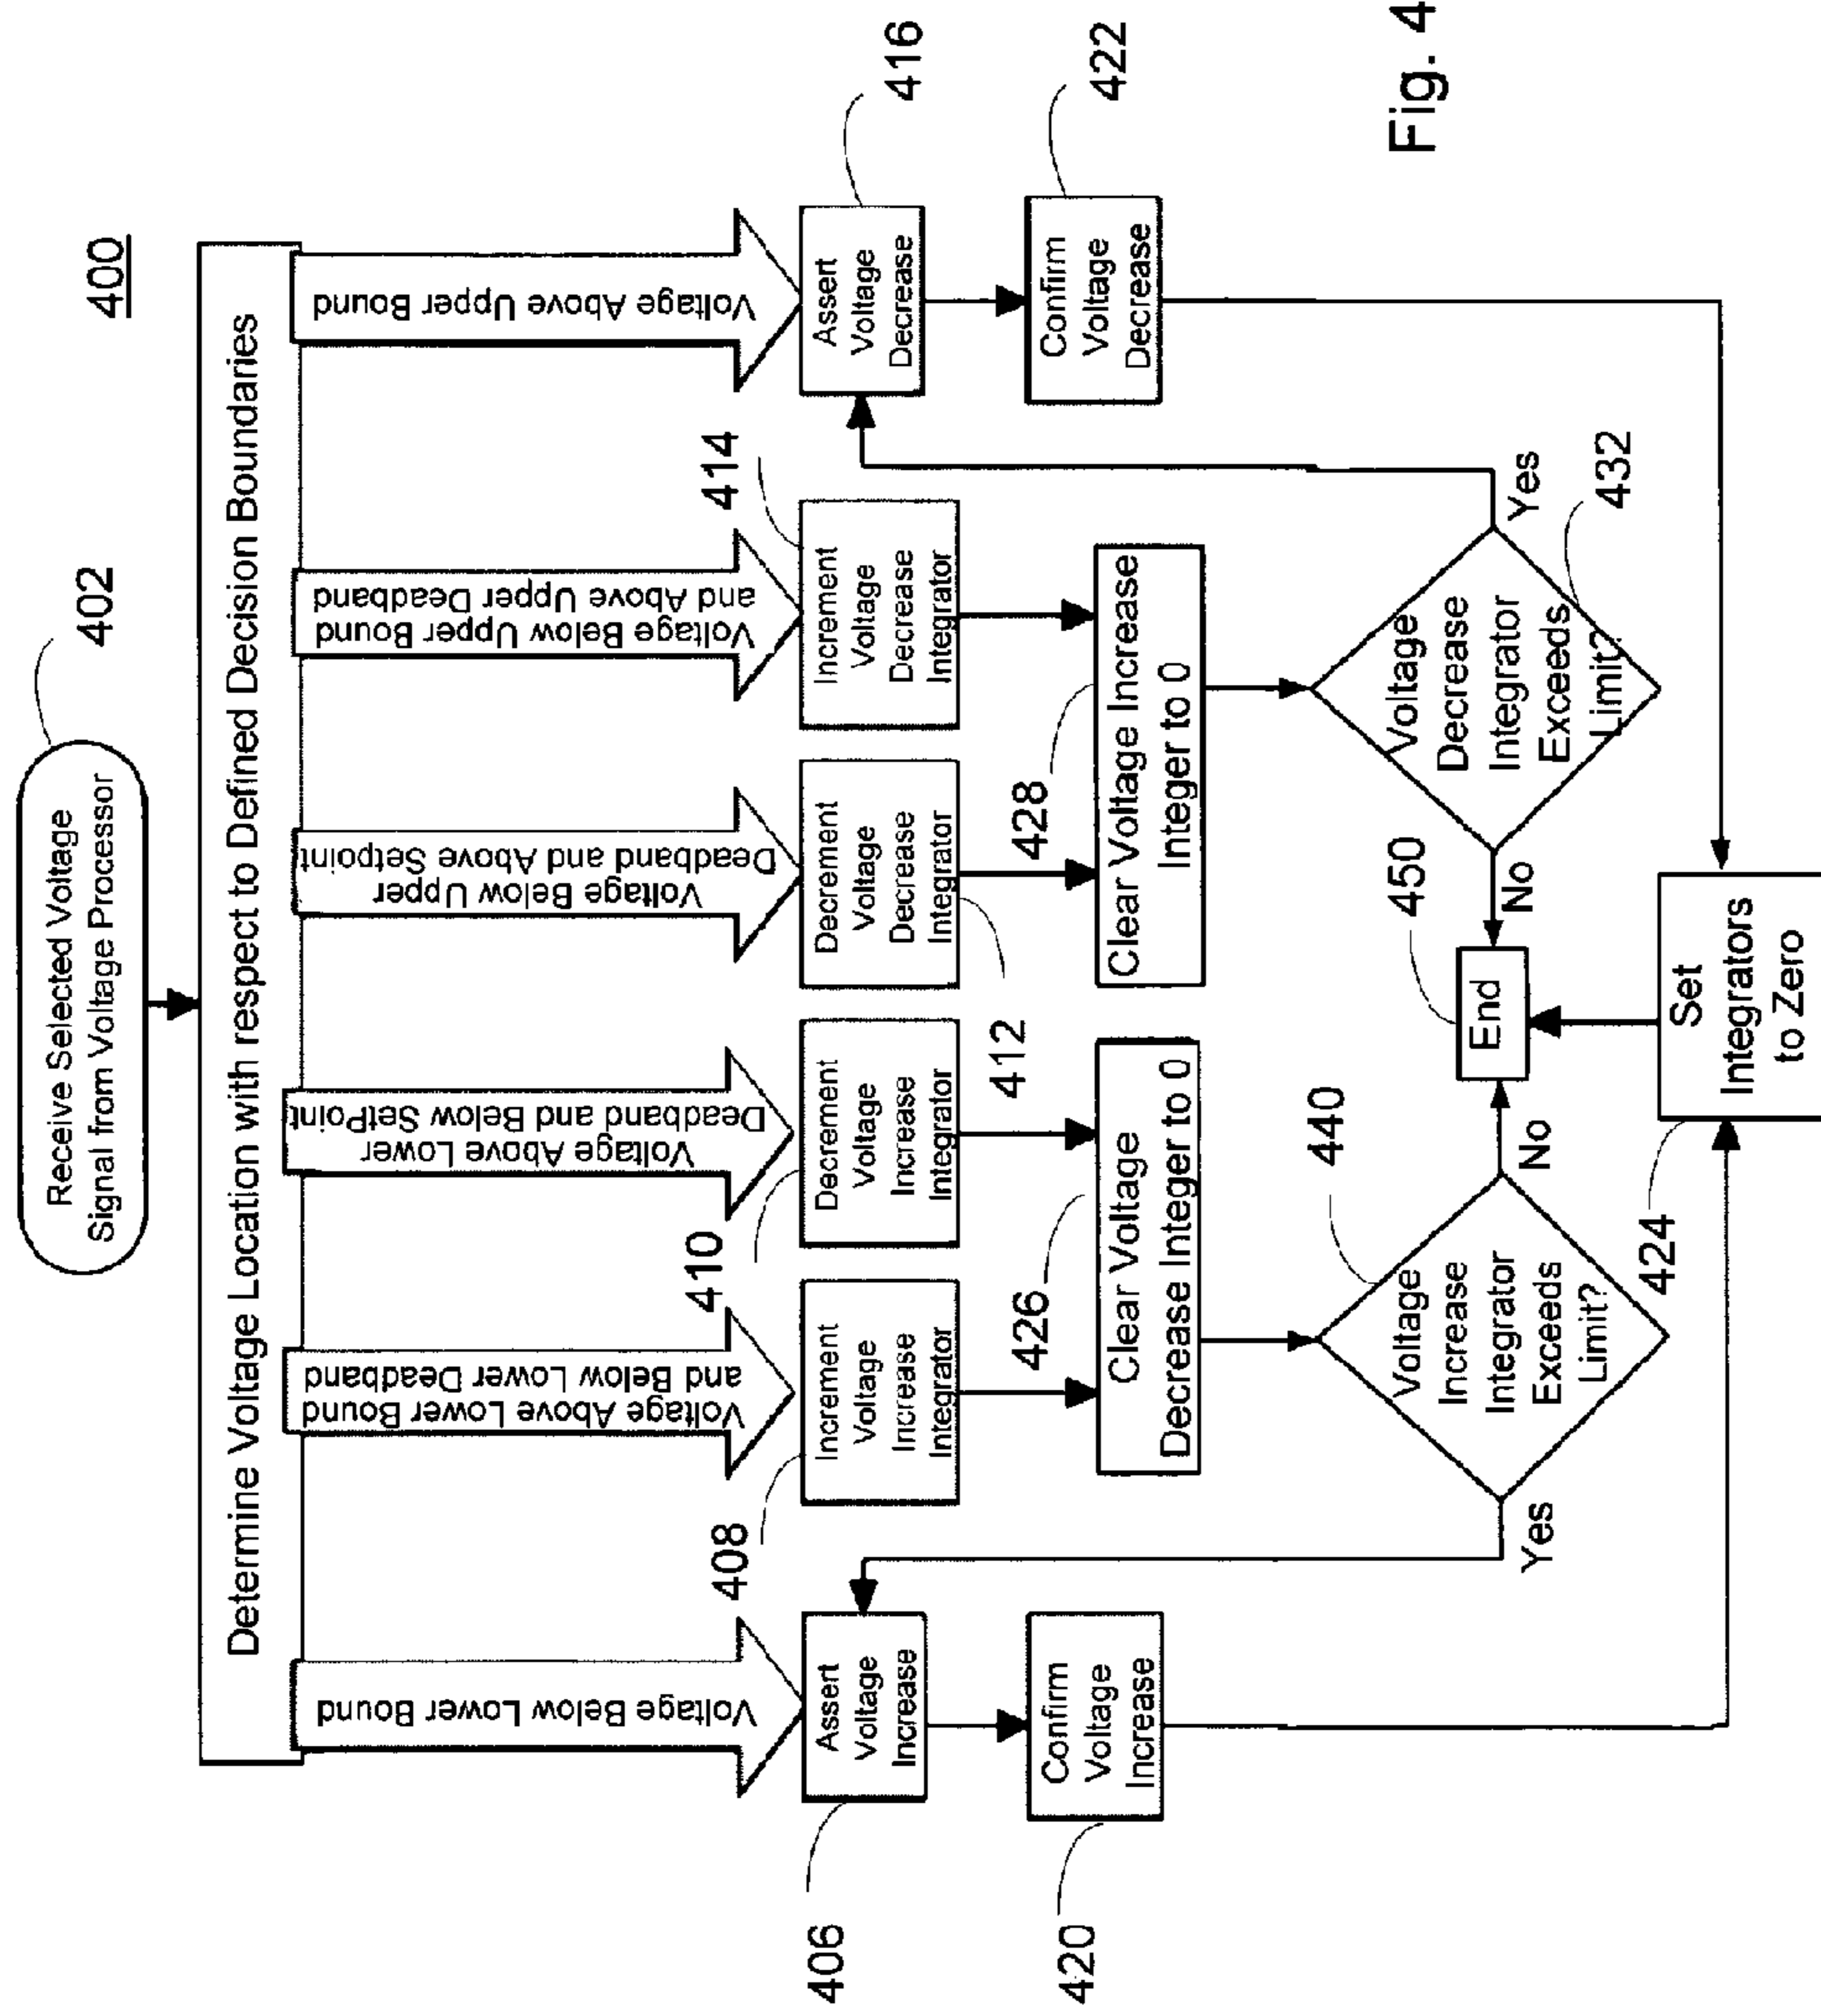 400
402
Receive Selected Voltage
Signal from Voltage Processor
Determine Voltage Location with respect to Defined Decision Boundaries
Voltage Below Lower Bound
Voltage Above Lower Bound
and Below Lower Deadband
Voltage Above Lower
Deadband and Below SetPoint
Voltage Below Upper
Deadband and Above Setpoint
Voltage Below Upper Bound
and Above Upper Deadband
Voltage Above Upper Bound
406
Assert
Voltage
Increase
408
Increment
Voltage
Increase
Integrator
410
Decrement
Voltage
Increase
Integrator
412
Decrement
Voltage
Decrease
Integrator
414
Increment
Voltage
Decrease
Integrator
416
Assert
Voltage
Decrease
420
Confirm
Voltage
Increase
426
Clear Voltage
Decrease Integer to 0
428
Clear Voltage Increase
Integer to 0
422
Confirm
Voltage
Decrease
440
Voltage
Increase
Integrator
Exceeds
Limit?
Yes
No
450
End
432
Voltage
Decrease
Integrator
Exceeds
Limit?
No
Yes
424
Set
Integrators
to Zero
Fig. 4